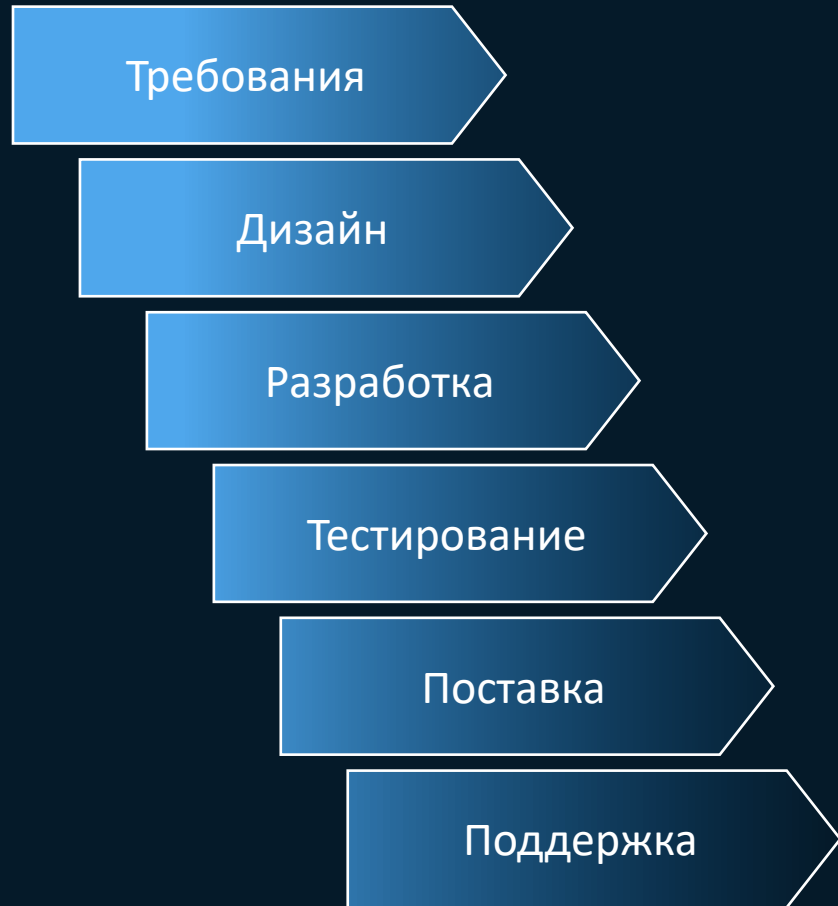 Требования
Дизайн
Разработка
Тестирование
Поставка
Поддержка